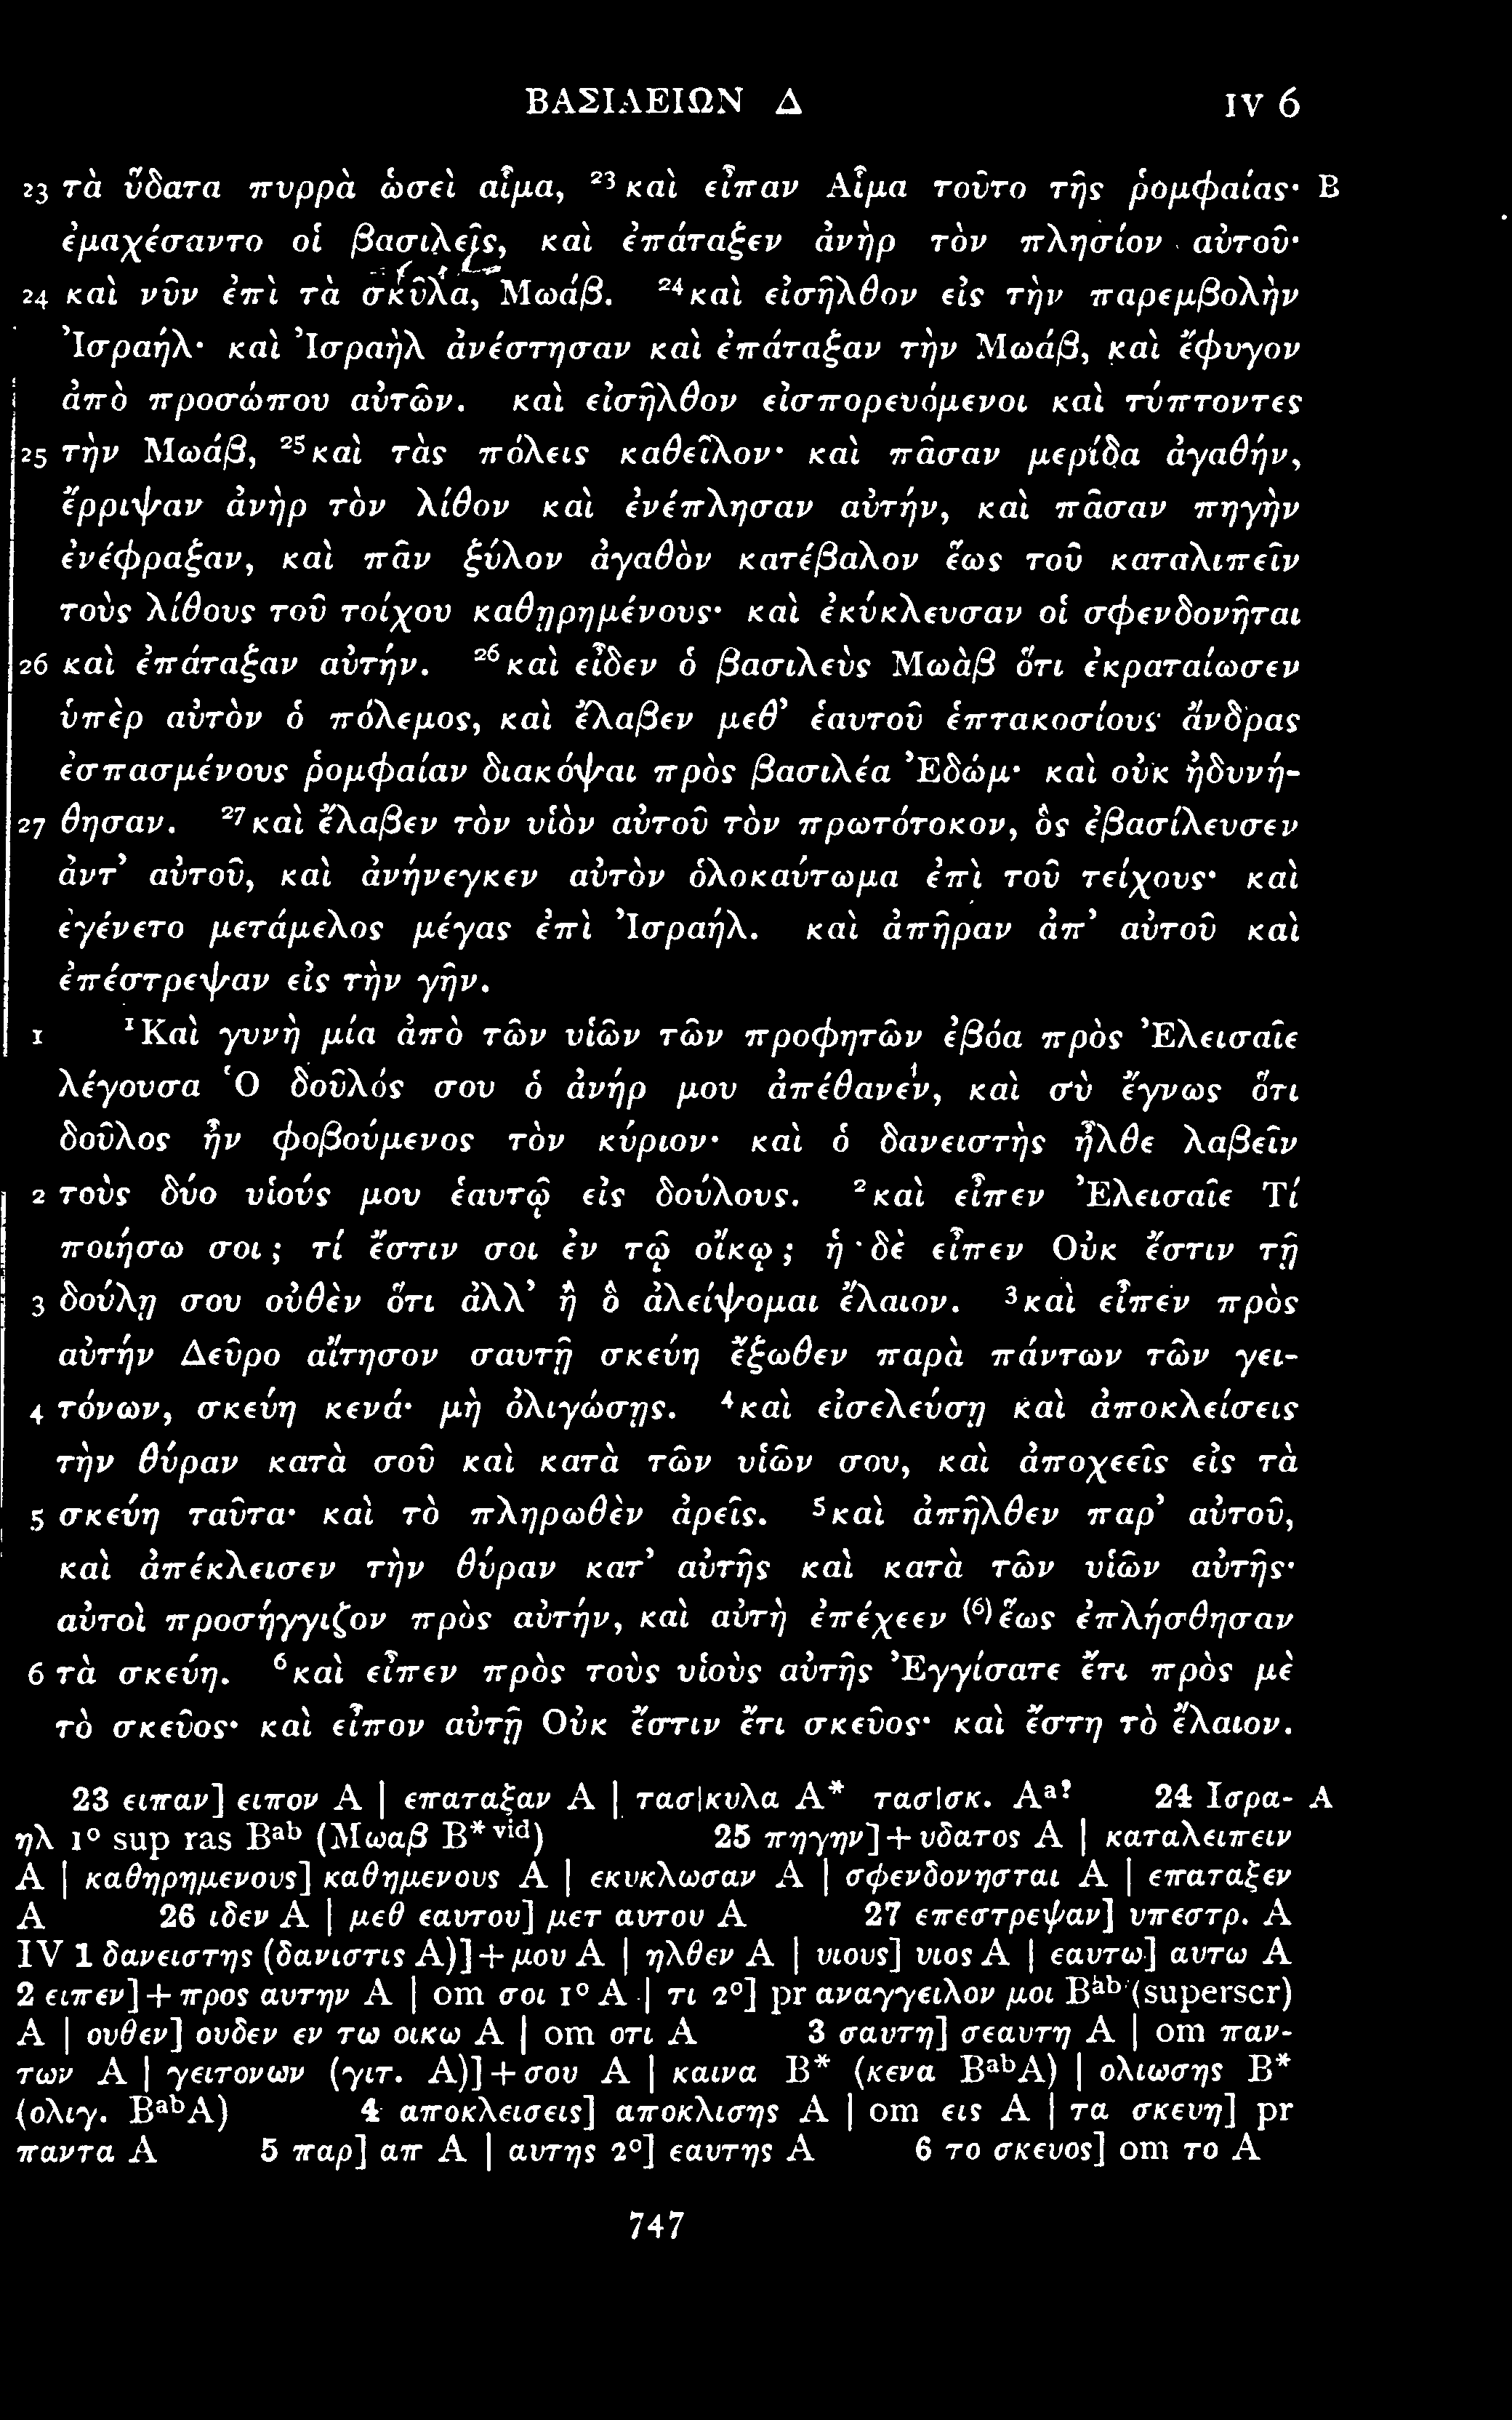 ΒΑΣΙΛΕΙΩΝ Δ IV 6
23 τὰ ὕδατα πυρρὰ ὡσεὶ αἷμα, ²³καὶ εἶπαν Αἷμα τοῦτο τῆς ῥομφαίας· B
ἐμαχέσαντο οἱ βασιλεῖς, καὶ ἐπάταξεν ἀνὴρ τὸν πλησίον αὐτοῦ·
24 καὶ νῦν ἐπὶ τὰ σκῦλα, Μωάβ. ²⁴καὶ εἰσῆλθον εἰς τὴν παρεμβολὴν
Ἰσραήλ· καὶ Ἰσραὴλ ἀνέστησαν καὶ ἐπάταξαν τὴν Μωάβ, καὶ ἔφυγον
ἀπὸ προσώπου αὐτῶν. καὶ εἰσῆλθον εἰσπορευόμενοι καὶ τύπτοντες
25 τὴν Μωάβ, ²⁵καὶ τὰς πόλεις καθεῖλον· καὶ πᾶσαν μερίδα ἀγαθήν,
ἔρριψαν ἀνὴρ τὸν λίθον καὶ ἐνέπλησαν αὐτήν, καὶ πᾶσαν πηγὴν
ἐνέφραξαν, καὶ πᾶν ξύλον ἀγαθὸν κατέβαλον ἕως τοῦ καταλιπεῖν
τοὺς λίθους τοῦ τοίχου καθῃρημένους· καὶ ἐκύκλευσαν οἱ σφενδονῆται
26 καὶ ἐπάταξαν αὐτήν. ²⁶καὶ εἶδεν ὁ βασιλεὺς Μωὰβ ὅτι ἐκραταίωσεν
ὑπὲρ αὐτὸν ὁ πόλεμος, καὶ ἔλαβεν μεθ’ ἑαυτοῦ ἑπτακοσίους ἄνδρας
ἐσπασμένους ῥομφαίαν διακόψαι πρὸς βασιλέα Ἐδώμ· καὶ οὐκ ἠδυνή-
27 θησαν. ²⁷καὶ ἔλαβεν τὸν υἱὸν αὐτοῦ τὸν πρωτότοκον, ὃς ἐβασίλευσεν
ἀντ’ αὐτοῦ, καὶ ἀνήνεγκεν αὐτὸν ὁλοκαύτωμα ἐπὶ τοῦ τείχους· καὶ
ἐγένετο μετάμελος μέγας ἐπὶ Ἰσραήλ. καὶ ἀπῆραν ἀπ’ αὐτοῦ καὶ
ἐπέστρεψαν εἰς τὴν γῆν.
1 ¹Καὶ γυνὴ μία ἀπὸ τῶν υἱῶν τῶν προφητῶν ἐβόα πρὸς Ἐλεισαῖε
λέγουσα Ὁ δοῦλός σου ὁ ἀνήρ μου ἀπέθανεν, καὶ σὺ ἔγνως ὅτι
δοῦλος ἦν φοβούμενος τὸν κύριον· καὶ ὁ δανειστὴς ἦλθε λαβεῖν
2 τοὺς δύο υἱούς μου ἑαυτῷ εἰς δούλους. ²καὶ εἶπεν Ἐλεισαῖε Τί
ποιήσω σοι; τί ἔστιν σοι ἐν τῷ οἴκῳ; ἡ δὲ εἶπεν Οὐκ ἔστιν τῇ
3 δούλῃ σου οὐθὲν ὅτι ἀλλ’ ἢ ὃ ἀλείψομαι ἔλαιον. ³καὶ εἶπεν πρὸς
αὐτήν Δεῦρο αἴτησον σαυτῇ σκεύη ἔξωθεν παρὰ πάντων τῶν γει-
4 τόνων, σκεύη κενά· μὴ ὀλιγώσῃς. ⁴καὶ εἰσελεύσῃ καὶ ἀποκλείσεις
τὴν θύραν κατὰ σοῦ καὶ κατὰ τῶν υἱῶν σου, καὶ ἀποχεεῖς εἰς τὰ
5 σκεύη ταῦτα· καὶ τὸ πληρωθὲν ἀρεῖς. ⁵καὶ ἀπῆλθεν παρ’ αὐτοῦ,
καὶ ἀπέκλεισεν τὴν θύραν κατ’ αὐτῆς καὶ κατὰ τῶν υἱῶν αὐτῆς·
αὐτοὶ προσήγγιζον πρὸς αὐτήν, καὶ αὐτὴ ἐπέχεεν ⁽⁶⁾ἕως ἐπλήσθησαν
6 τὰ σκεύη. ⁶καὶ εἶπεν πρὸς τοὺς υἱοὺς αὐτῆς Ἐγγίσατε ἔτι πρὸς μὲ
τὸ σκεῦος· καὶ εἶπον αὐτῇ Οὐκ ἔστιν ἔτι σκεῦος· καὶ ἔστη τὸ ἔλαιον.
23 ειπαν] ειπον A | επαταξαν A | τασ|κυλα A* τασ|σκ. Aᵃ? 24 Ισρα- A
ηλ 1° sup ras Bᵃᵇ (Μωαβ B*ᵛⁱᵈ) 25 πηγην]+υδατος A | καταλειπειν
A | καθηρημενους] καθημενους A | εκυκλωσαν A | σφενδονησται A | επαταξεν
A 26 ιδεν A | μεθ εαυτου] μετ αυτου A 27 επεστρεψαν] υπεστρ. A
IV 1 δανειστης (δανιστις A)]+μου A | ηλθεν A | υιους] υιος A | εαυτω] αυτω A
2 ειπεν]+προς αυτην A | om σοι 1° A | τι 2°] pr αναγγειλον μοι Bᵃᵇ (superscr)
A | ουθεν] ουδεν εν τω οικω A | om οτι A 3 σαυτη] σεαυτη A | om παν-
των A | γειτονων (γιτ. A)]+σου A | καινα B* (κενα BᵃᵇA) | ολιωσης B*
(ολιγ. BᵃᵇA) 4 αποκλεισεις] αποκλισης A | om εις A | τα σκευη] pr
παντα A 5 παρ] απ A | αυτης 2°] εαυτης A 6 το σκευος] om το A
747